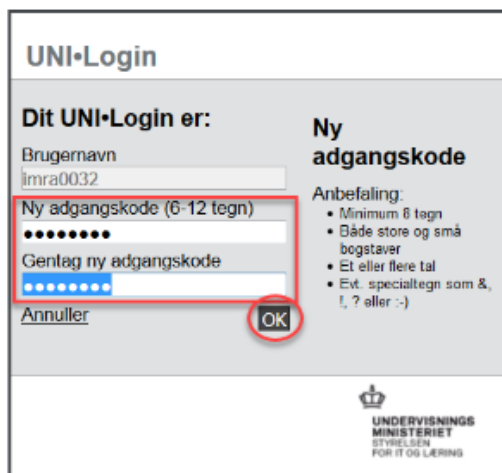 UNI•Login
Dit UNI•Login er:
Brugernavn
imra0032
Ny adgangskode (6-12 tegn)
●●●●●●●●
Gentag ny adgangskode
●●●●●●●●
Annuller
OK
Ny
adgangskode
Anbefaling:
• Minimum 8 tegn
• Både store og små
bogstaver
• Et eller flere tal
• Evt. specialtegn som &,
!, ? eller :-)
UNDERVISNINGS
MINISTERIET
STYRELSEN
FOR IT OG LÆRING